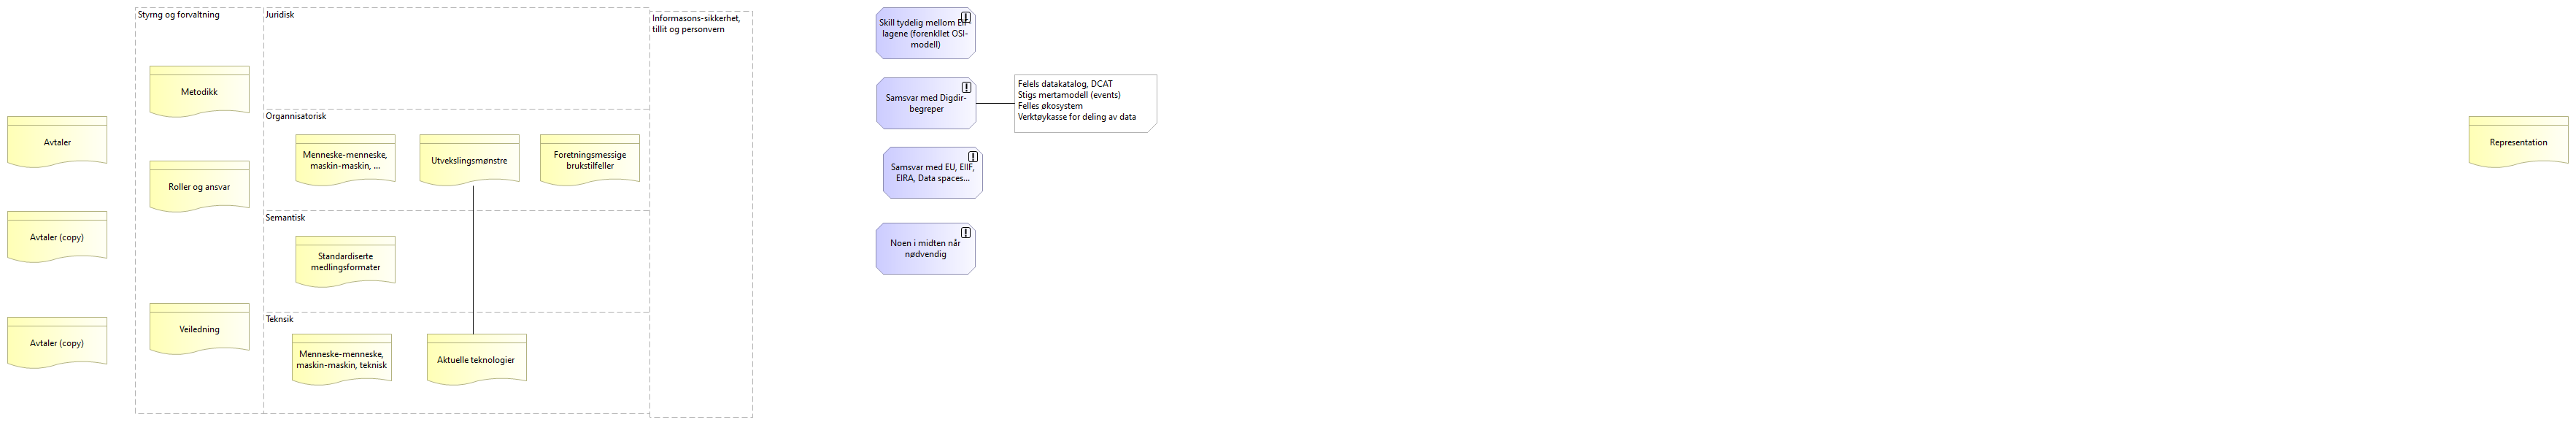 Styrng og forvaltning
Juridisk
Informasons-sikkerhet,
tillit og personvern
Skill tydelig mellom EIF-
lagene (forenkllet OSI-
modell)
Metodikk
Samsvar med Digdir-
begreper
Felels datakatalog, DCAT
Stigs mertamodell (events)
Felles økosystem
Verktøykasse for deling av data
Avtaler
Organnisatorisk
Menneske-menneske,
maskin-maskin, ...
Utvekslingsmønstre
Foretningsmessige
brukstilfeller
Representation
Roller og ansvar
Samsvar med EU, EIIF,
EIRA, Data spaces...
Avtaler (copy)
Semantisk
Standardiserte
medlingsformater
Noen i midten når
nødvendig
Avtaler (copy)
Veiledning
Teknsik
Menneske-menneske,
maskin-maskin, teknisk
Aktuelle teknologier